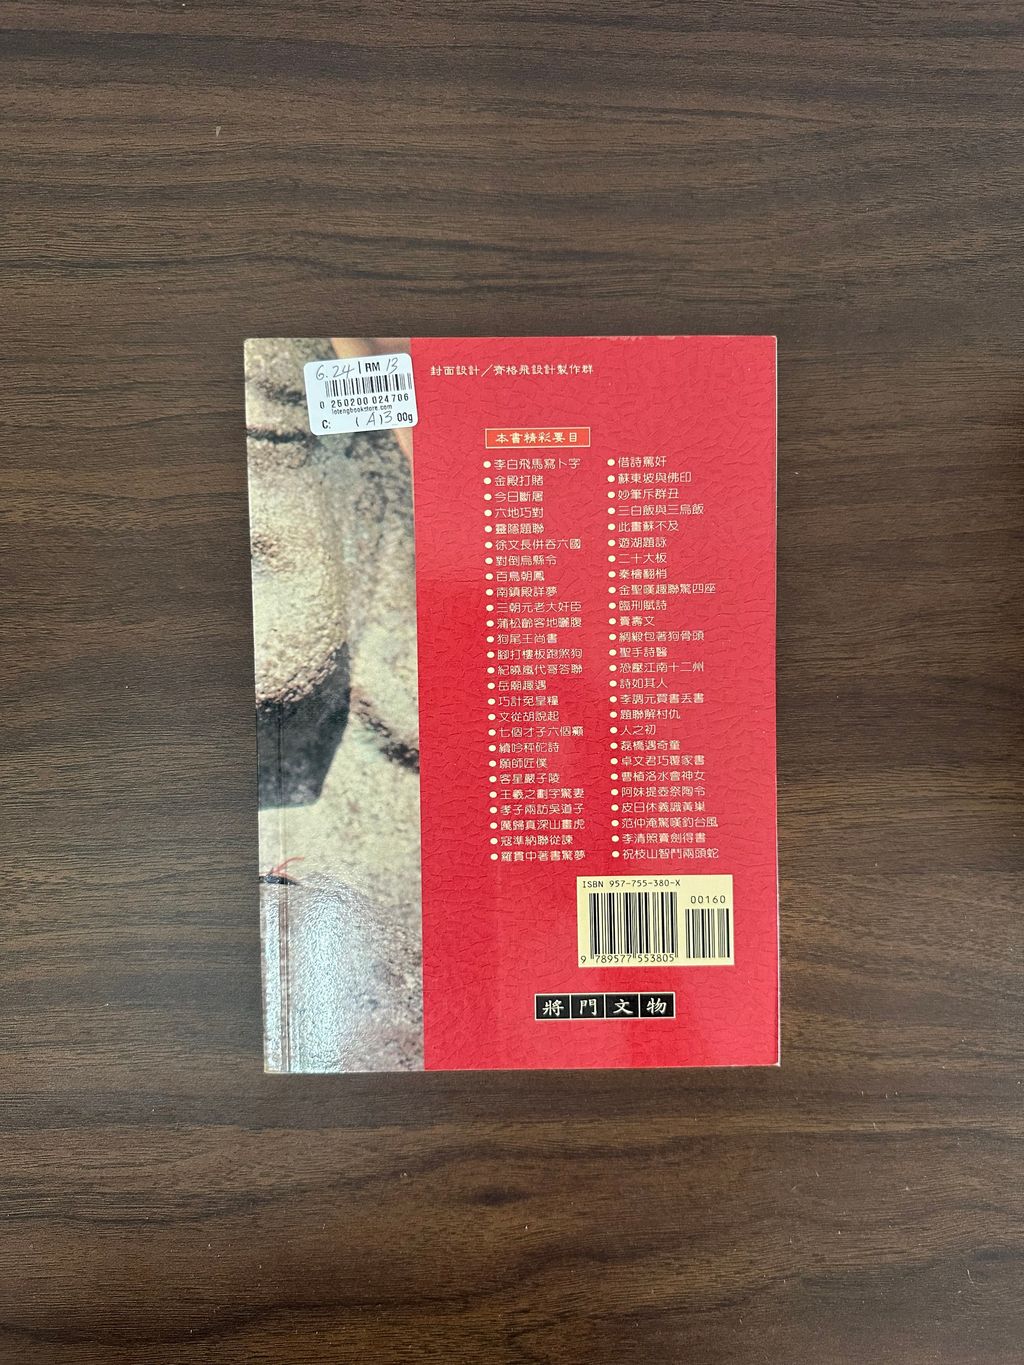 6.24 | RM 13
0 250200 024706
lotengbookstore.com
C: (A)3.00g
封面設計／齊格飛設計製作群
本書精彩要目
●李白飛馬寫卜字
●金殿打賭
●今日斷屠
●六地巧對
●靈隱題聯
●徐文長併吞六國
●對倒烏縣令
●百鳥朝鳳
●南鎮殿詳夢
●三朝元老大奸臣
●蒲松齡客地曬腹
●狗尾王尚書
●腳打樓板跑煞狗
●紀曉嵐代哥答聯
●岳廟趣遇
●巧計免皇糧
●文從胡說起
●七個才子六個癲
●續吟秤砣詩
●願師匠僕
●客星嚴子陵
●王羲之劃字驚妻
●孝子兩訪吳道子
●厲歸真深山畫虎
●寇準納聯從諫
●羅貫中著書驚夢
●借詩罵奸
●蘇東坡與佛印
●妙筆斥群丑
●三白飯與三烏飯
●此畫蘇不及
●遊湖題詠
●二十大板
●秦檜翻梢
●金聖嘆趣聯驚四座
●臨刑賦詩
●賣壽文
●綢緞包著狗骨頭
●聖手詩醫
●恐壓江南十二州
●詩如其人
●李調元買書丟書
●題聯解村仇
●人之初
●磊橋遇奇童
●卓文君巧覆家書
●曹植洛水會神女
●阿妹提壺祭陶令
●皮日休義識黃巢
●范仲淹驚嘆釣台風
●李清照賣劍得書
●祝枝山智鬥兩頭蛇
ISBN 957-755-380-X
00160
9 789577 553805
將門文物